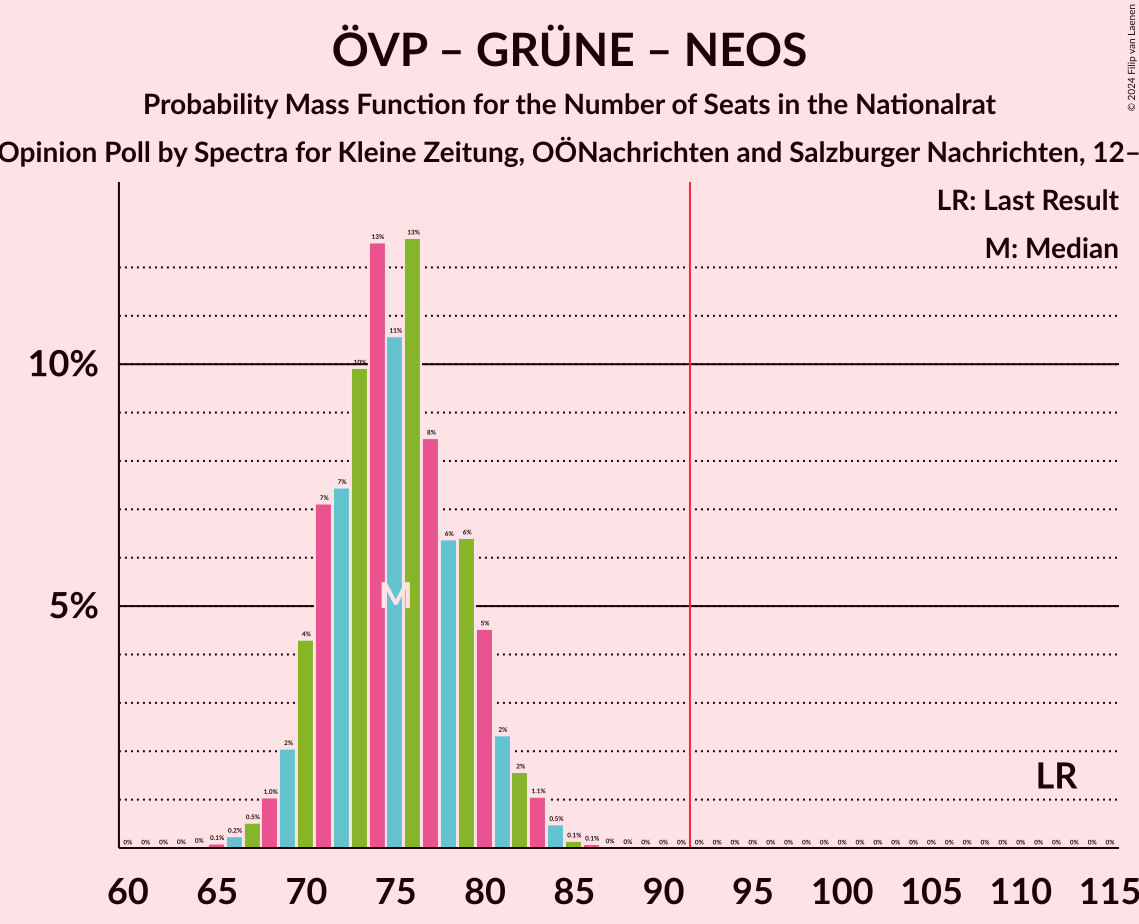 ÖVP – GRÜNE – NEOS
Probability Mass Function for the Number of Seats in the Nationalrat
Opinion Poll by Spectra for Kleine Zeitung, OÖNachrichten and Salzburger Nachrichten, 12–
© 2024 Filip van Laenen
LR: Last Result
M: Median
10%
5%
0% 0% 0% 0% 0% 0.1% 0.2% 0.5% 1.0% 2% 4% 7% 7% 10% 13% 11% 13% 8% 6% 6% 5% 2% 2% 1.1% 0.5% 0.1% 0.1% 0% 0% 0% 0% 0% 0% 0% 0% 0% 0% 0% 0% 0% 0% 0% 0% 0% 0% 0% 0% 0% 0% 0% 0% 0% 0% 0% 0% 0%
M
LR
60 65 70 75 80 85 90 95 100 105 110 115